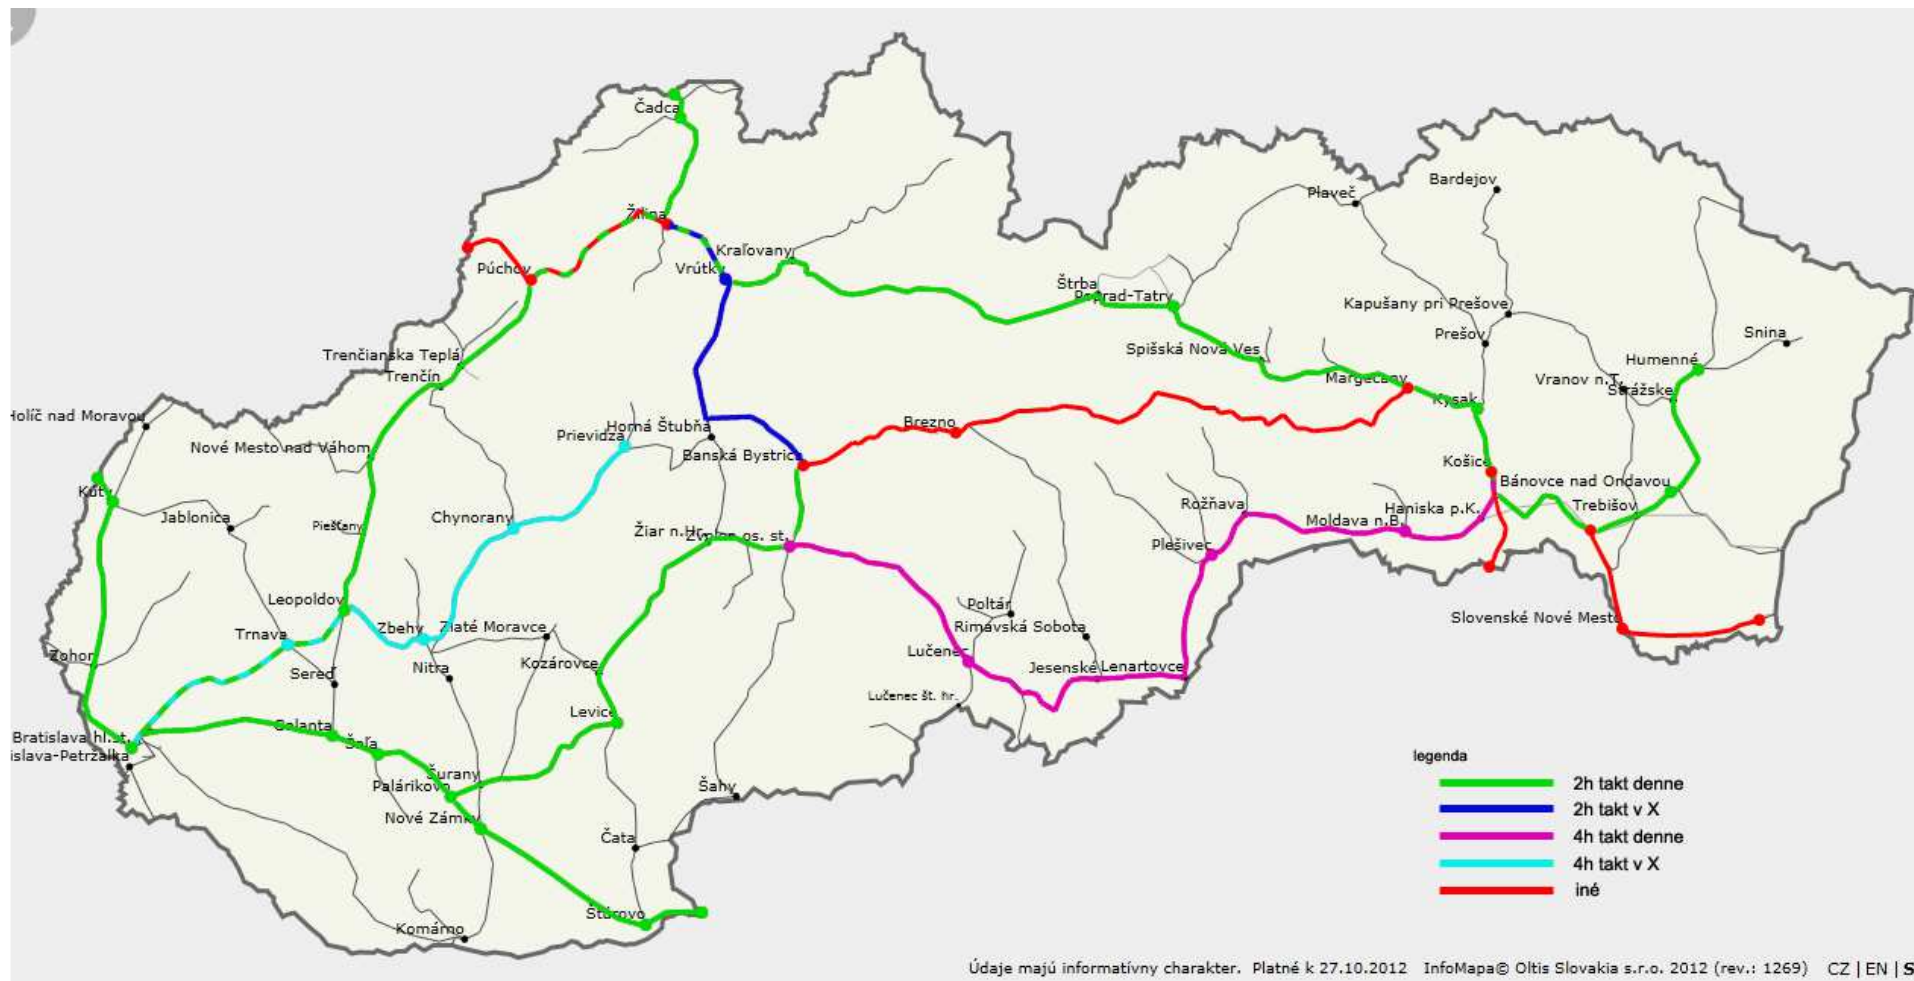 Čadca
Žilina
Púchov
Vrútky
Kraľovany
Štrba
Poprad-Tatry
Plaveč
Bardejov
Kapušany pri Prešove
Prešov
Snina
Humenné
Vranov n.T.
Strážske
Spišská Nová Ves
Margecany
Kysak
Trenčianska Teplá
Trenčín
Holíč nad Moravou
Nové Mesto nad Váhom
Prievidza
Horná Štubňa
Banská Bystrica
Brezno
Košice
Bánovce nad Ondavou
Trebišov
Kúty
Jablonica
Piešťany
Chynorany
Žiar n.Hr.
Zvolen os. st.
Rožňava
Moldava n.B.
Haniska p.K.
Plešivec
Leopoldov
Trnava
Zbehy
Zlaté Moravce
Poltár
Rimavská Sobota
Slovenské Nové Mesto
Zohor
Sereď
Nitra
Kozárovce
Lučenec
Jesenské
Lenartovce
Lučenec št. hr.
Levice
Bratislava hl.st.
islava-Petržalka
Galanta
Šaľa
Šurany
Palárikovo
Nové Zámky
Šahy
Čata
Štúrovo
Komárno
legenda
2h takt denne
2h takt v X
4h takt denne
4h takt v X
iné
Údaje majú informatívny charakter. Platné k 27.10.2012 InfoMapa© Oltis Slovakia s.r.o. 2012 (rev.: 1269) CZ | EN | S